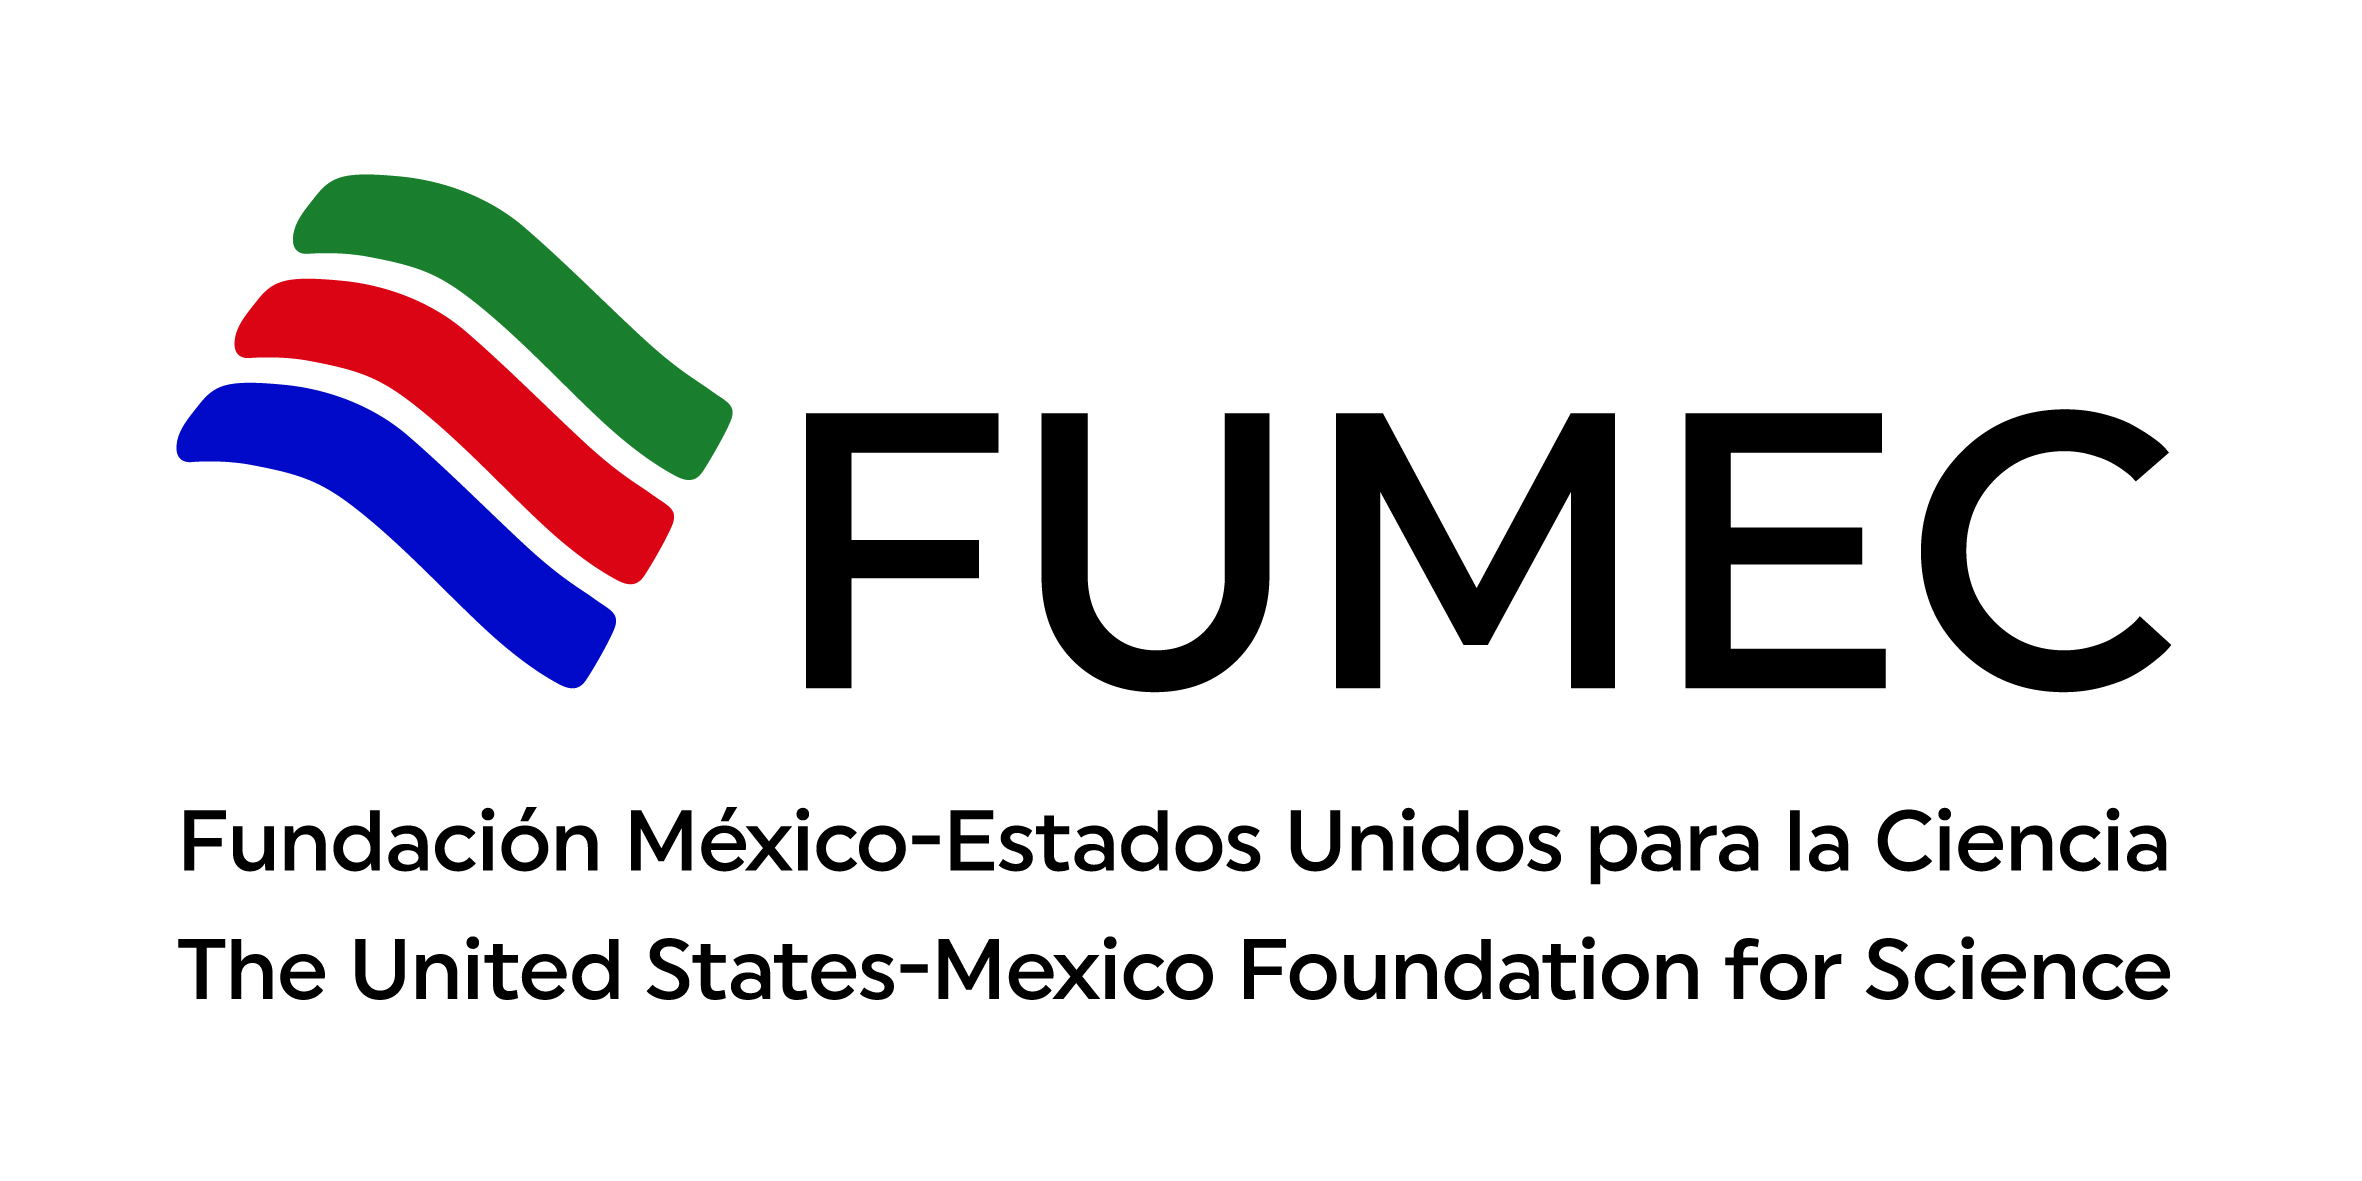 FUMEC
Fundación México-Estados Unidos para la Ciencia
The United States-Mexico Foundation for Science